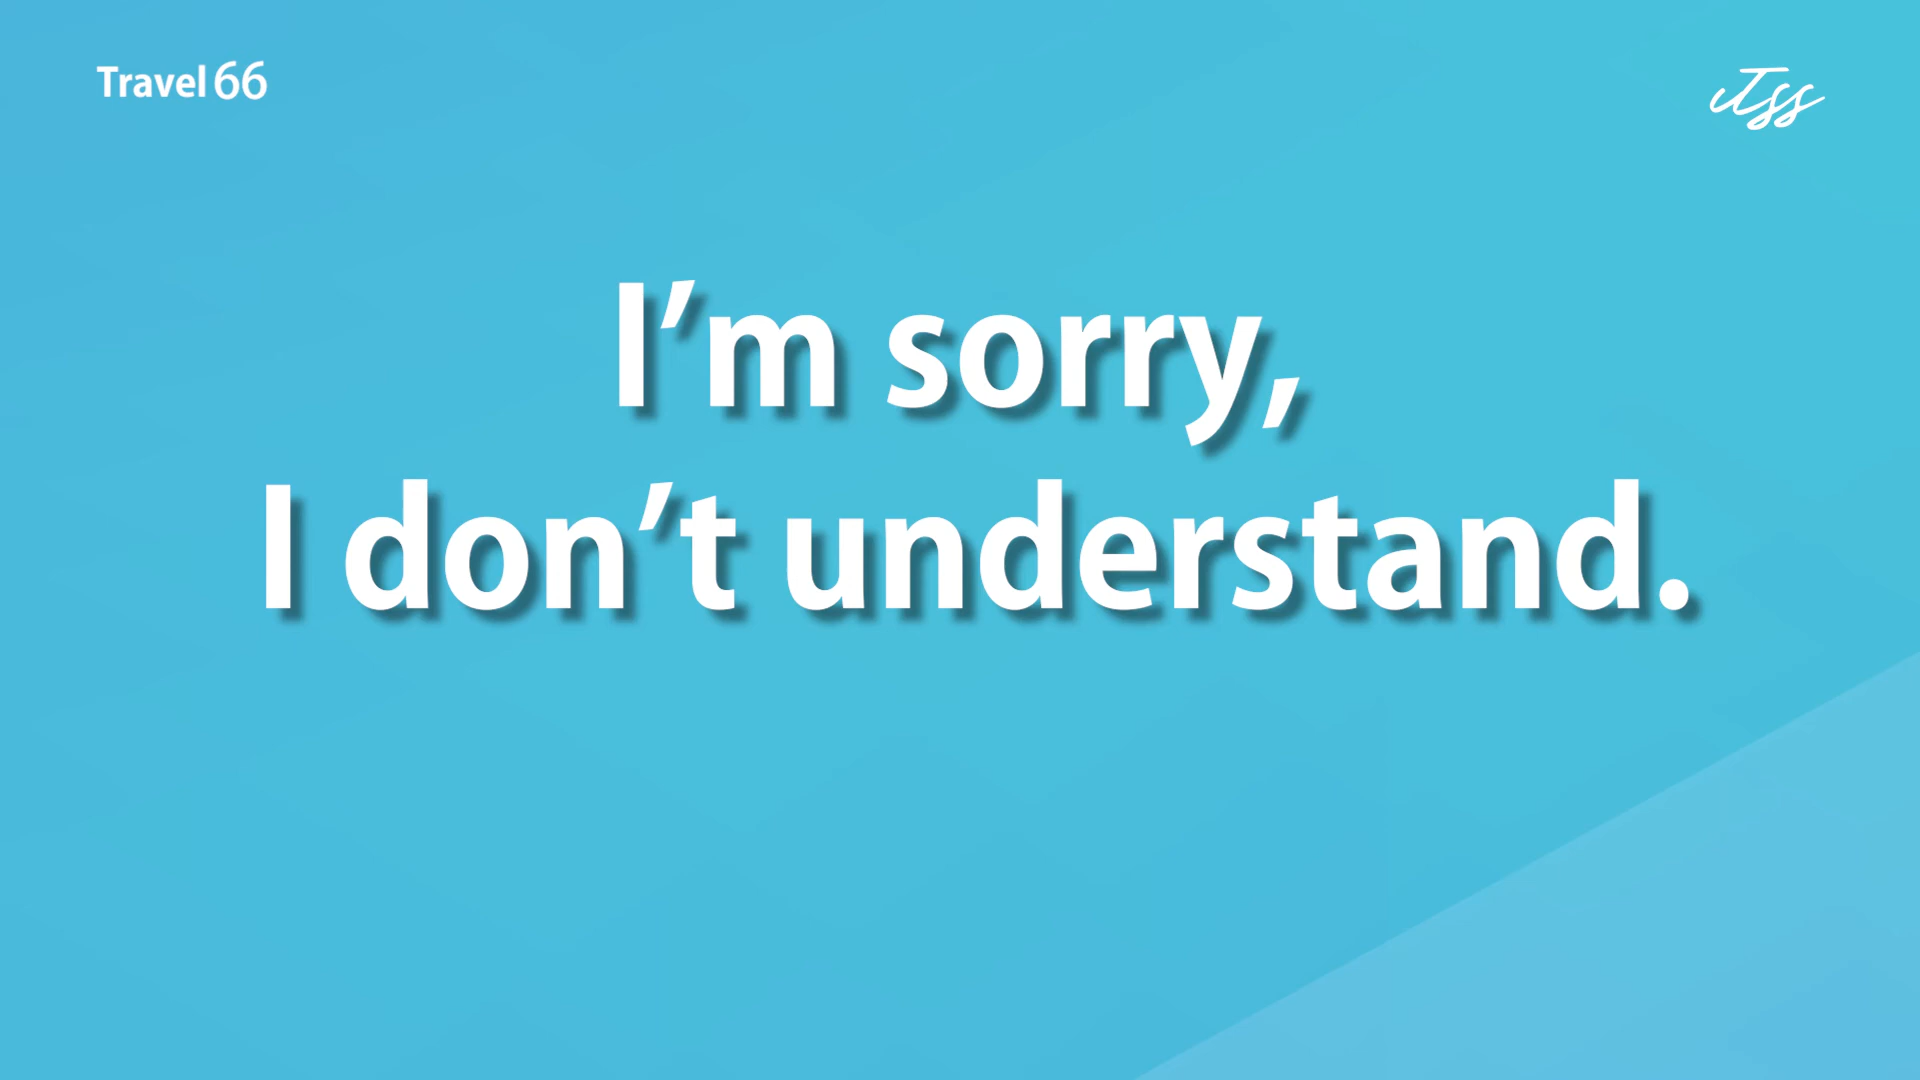 Travel 66
JSS
I’m sorry,
I don’t understand.